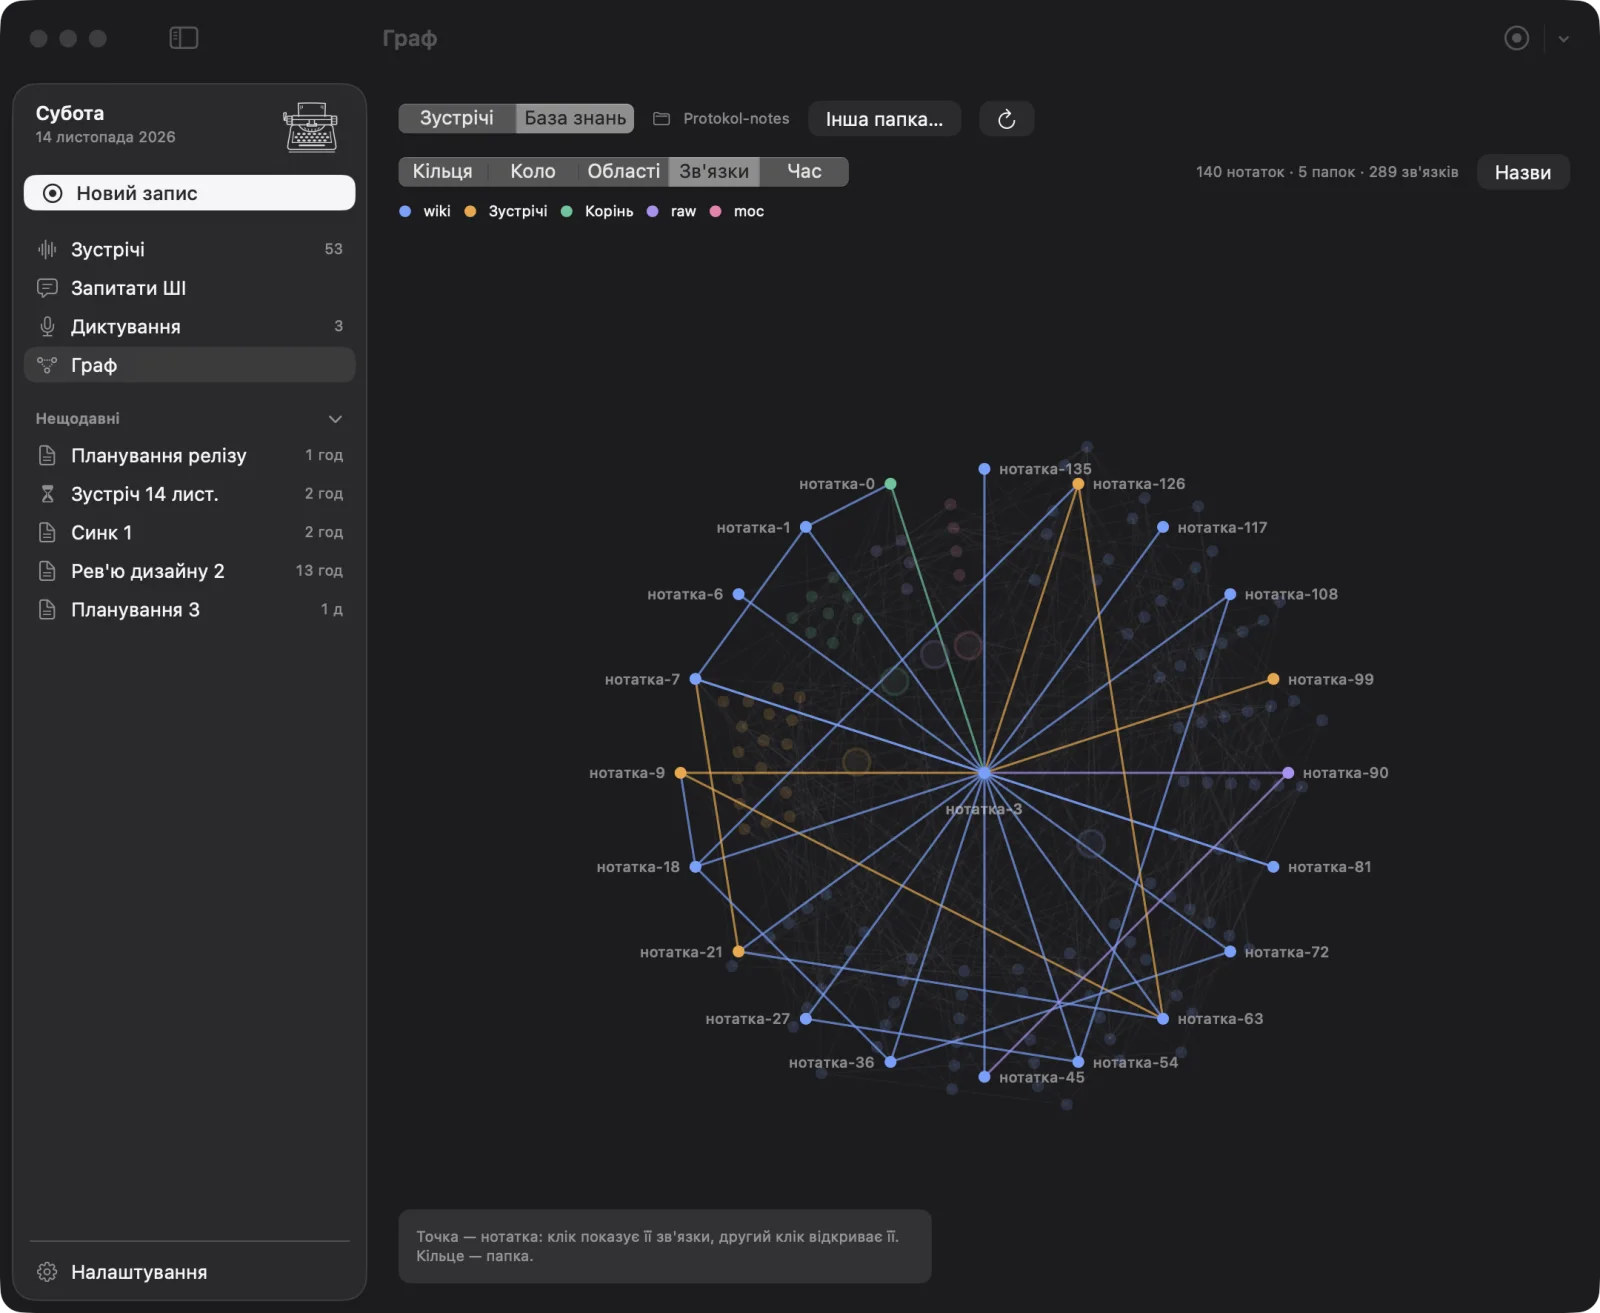 Граф
Субота
14 листопада 2026
Новий запис
Зустрічі 53
Запитати ШІ
Диктування 3
Граф
Нещодавні
Планування релізу 1 год
Зустріч 14 лист. 2 год
Синк 1 2 год
Рев'ю дизайну 2 13 год
Планування 3 1 д
Налаштування
Зустрічі База знань Protokol-notes Інша папка...
Кільця Коло Області Зв'язки Час
140 нотаток · 5 папок · 289 зв'язків Назви
wiki Зустрічі Корінь raw moc
нотатка-135
нотатка-0
нотатка-126
нотатка-1
нотатка-117
нотатка-6
нотатка-108
нотатка-7
нотатка-99
нотатка-9
нотатка-90
нотатка-3
нотатка-18
нотатка-81
нотатка-21
нотатка-72
нотатка-27
нотатка-63
нотатка-36
нотатка-54
нотатка-45
Точка — нотатка: клік показує її зв'язки, другий клік відкриває її.
Кільце — папка.